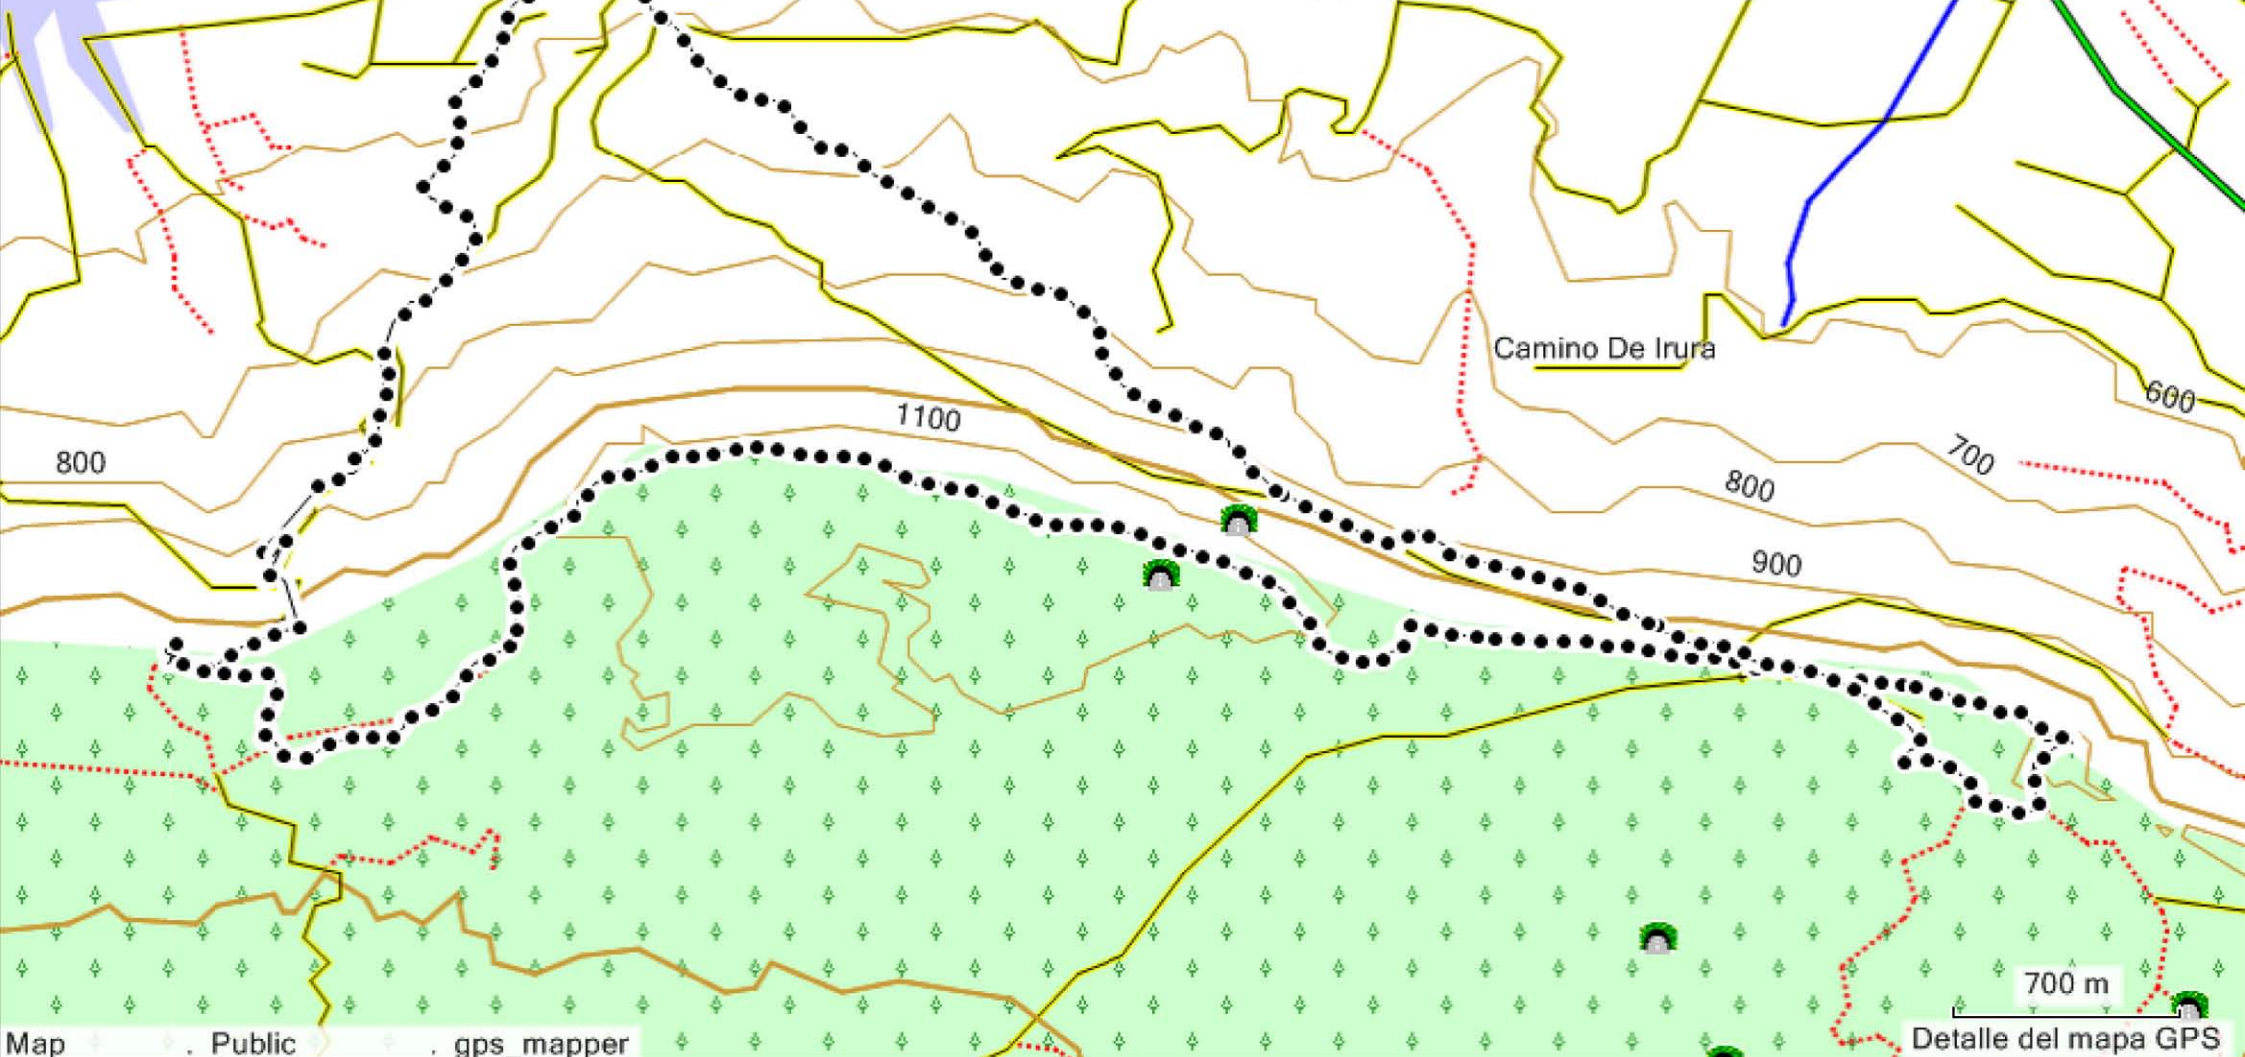 Camino De Irura
600
1100
700
800
800
900
700 m
Map . Public . gps_mapper
Detalle del mapa GPS